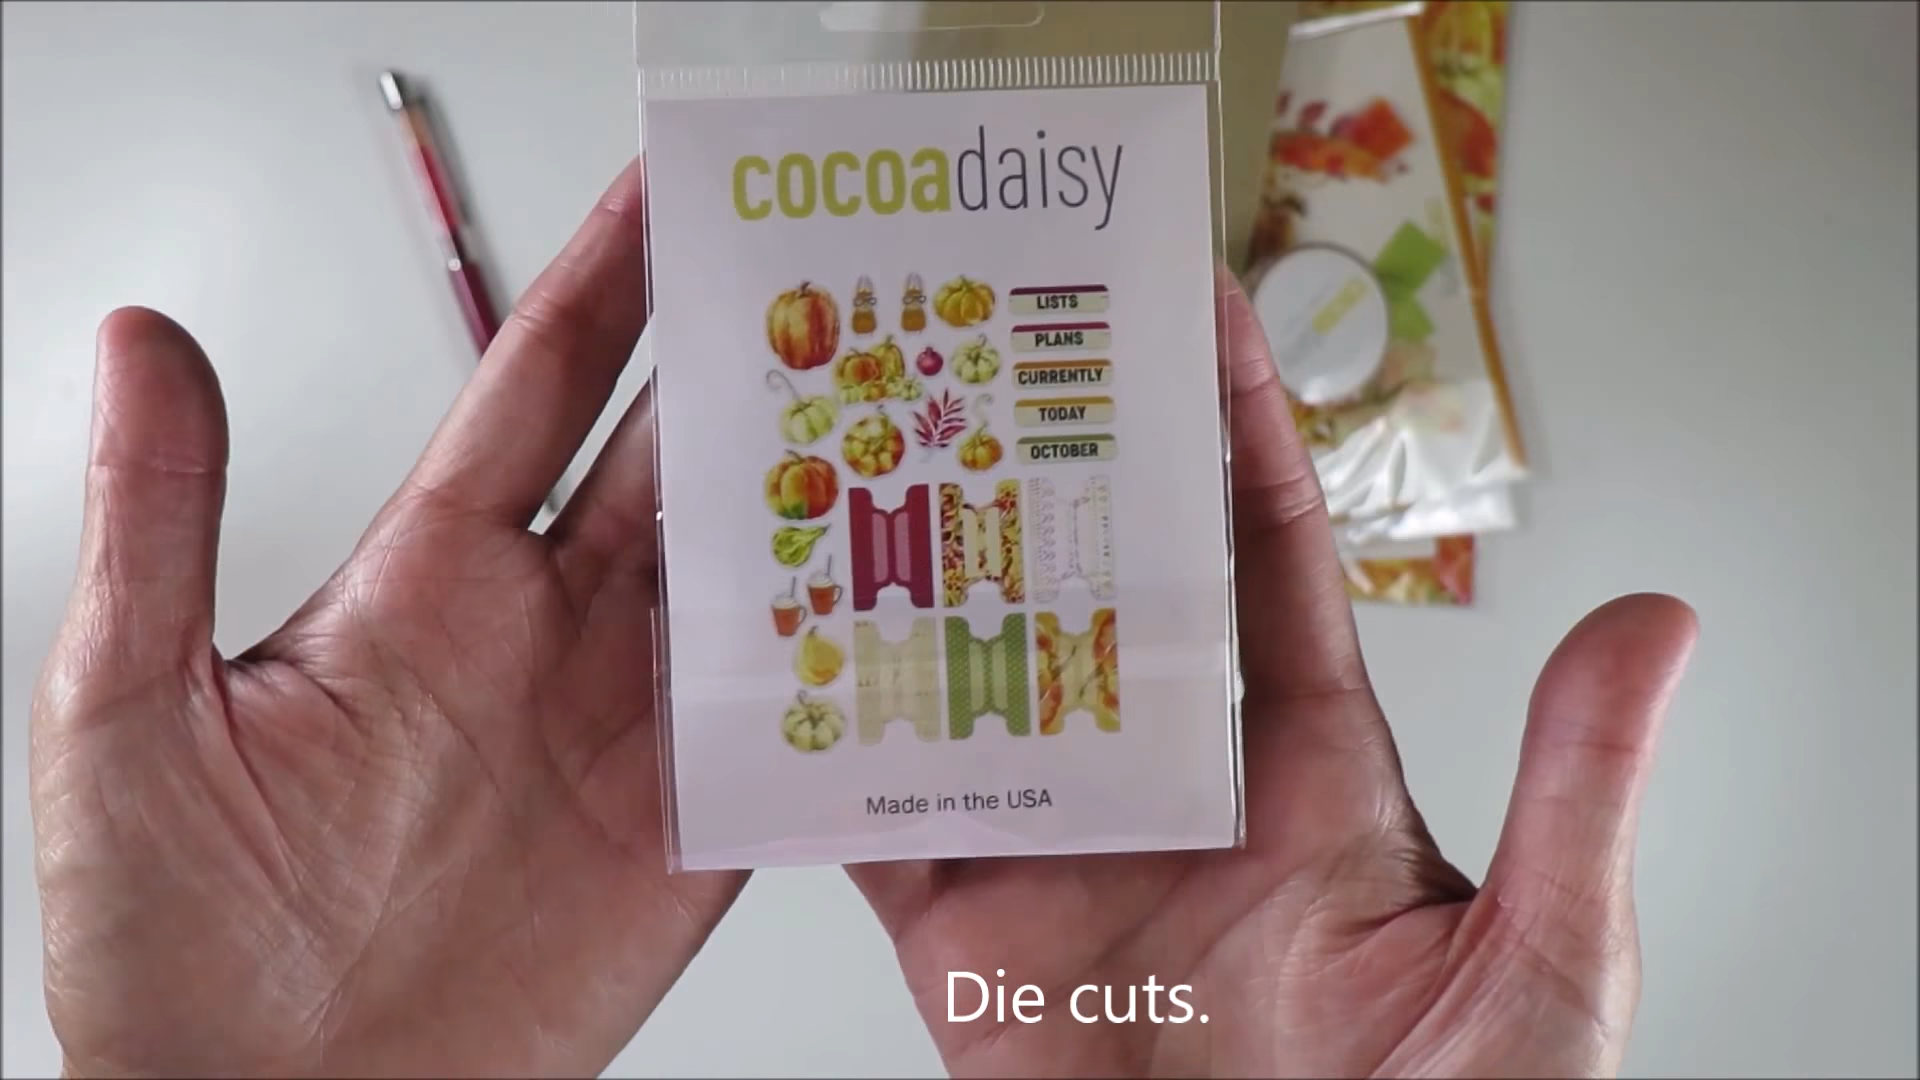 cocoadaisy
LISTS
PLANS
CURRENTLY
TODAY
OCTOBER
Made in the USA
Die cuts.